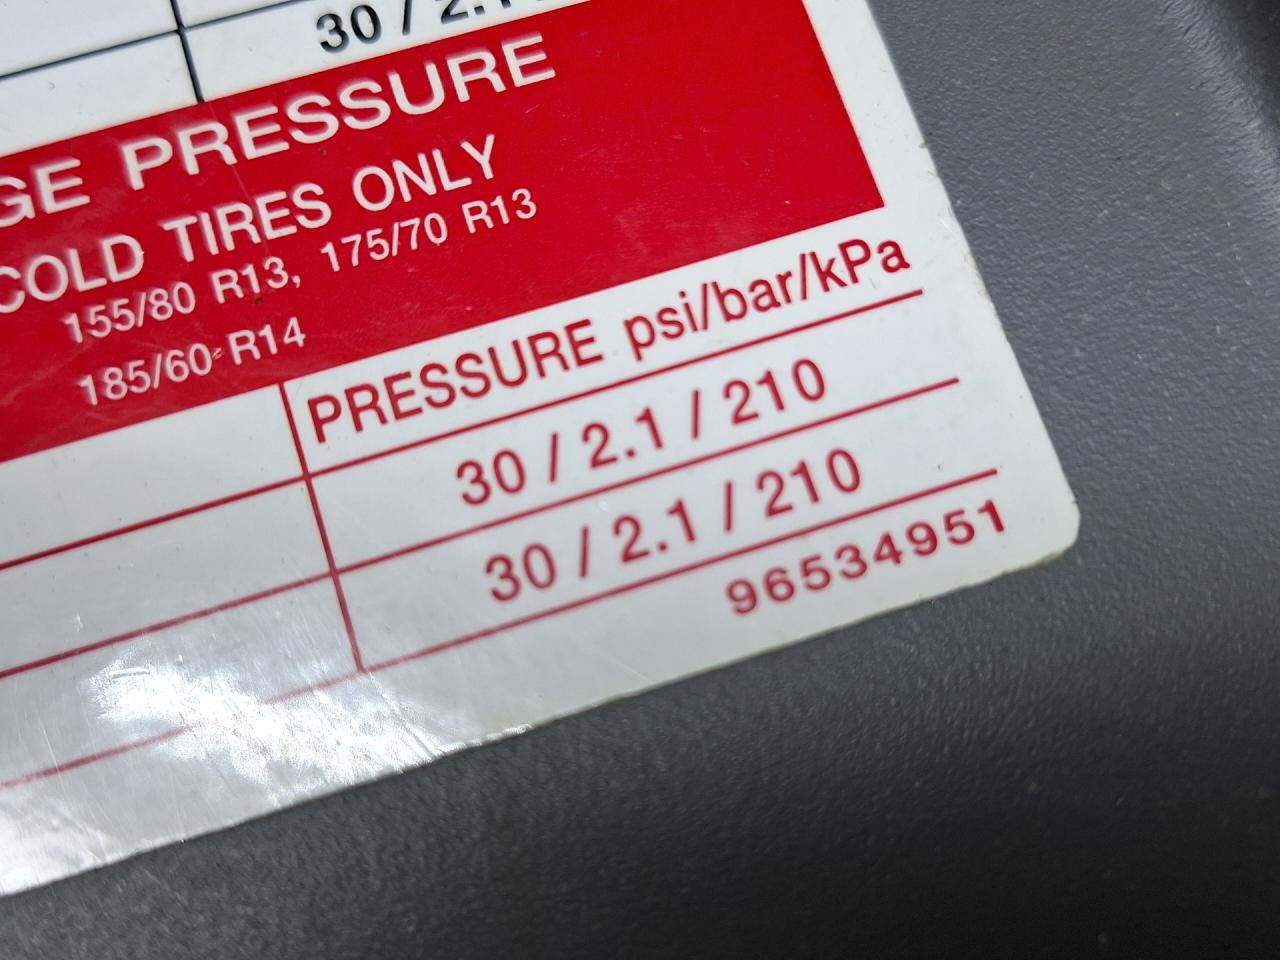 30 / 2.1
GE PRESSURE
COLD TIRES ONLY
155/80 R13, 175/70 R13
185/60 R14
PRESSURE psi/bar/kPa
30 / 2.1 / 210
30 / 2.1 / 210
96534951